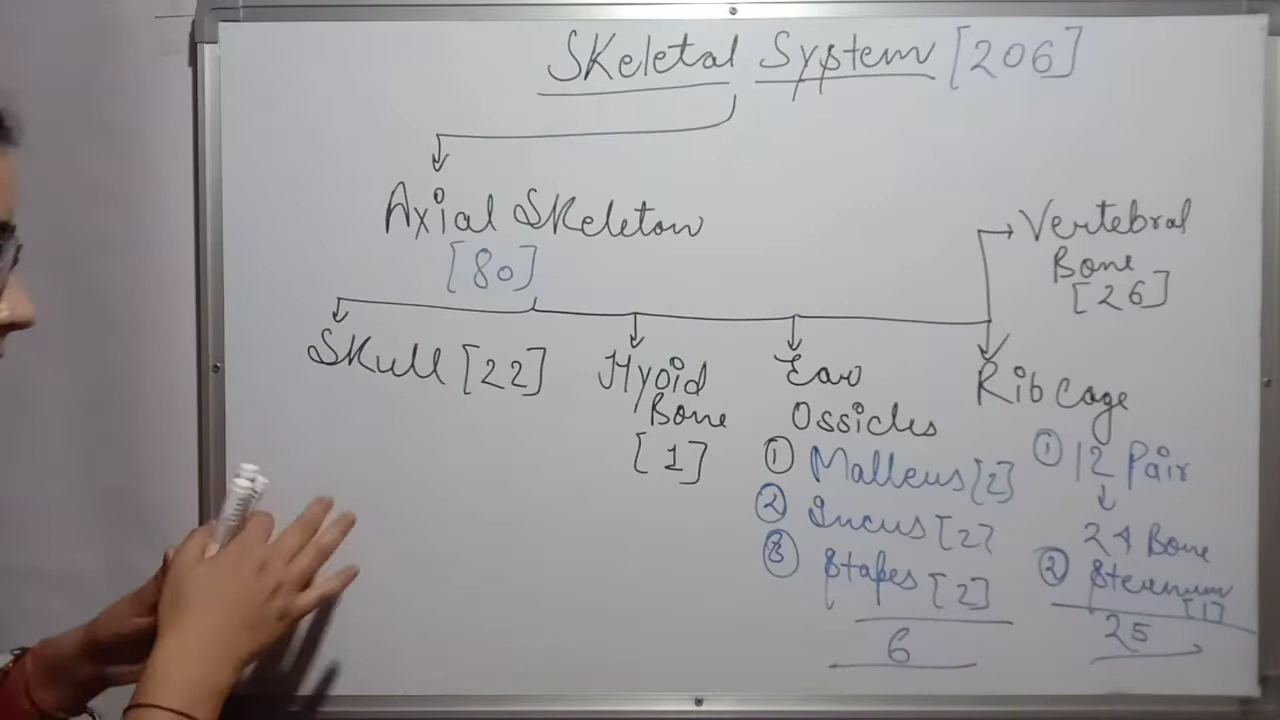 Skeletal System [206]
Axial Skeleton
[80]
Skull [22]
Hyoid
Bone
[1]
Ear
Ossicles
① Malleus [2]
② Incus [2]
③ Stapes [2]
6
Vertebral
Bone
[26]
Rib Cage
① 12 Pair
24 Bone
② Sternum
[1]
25